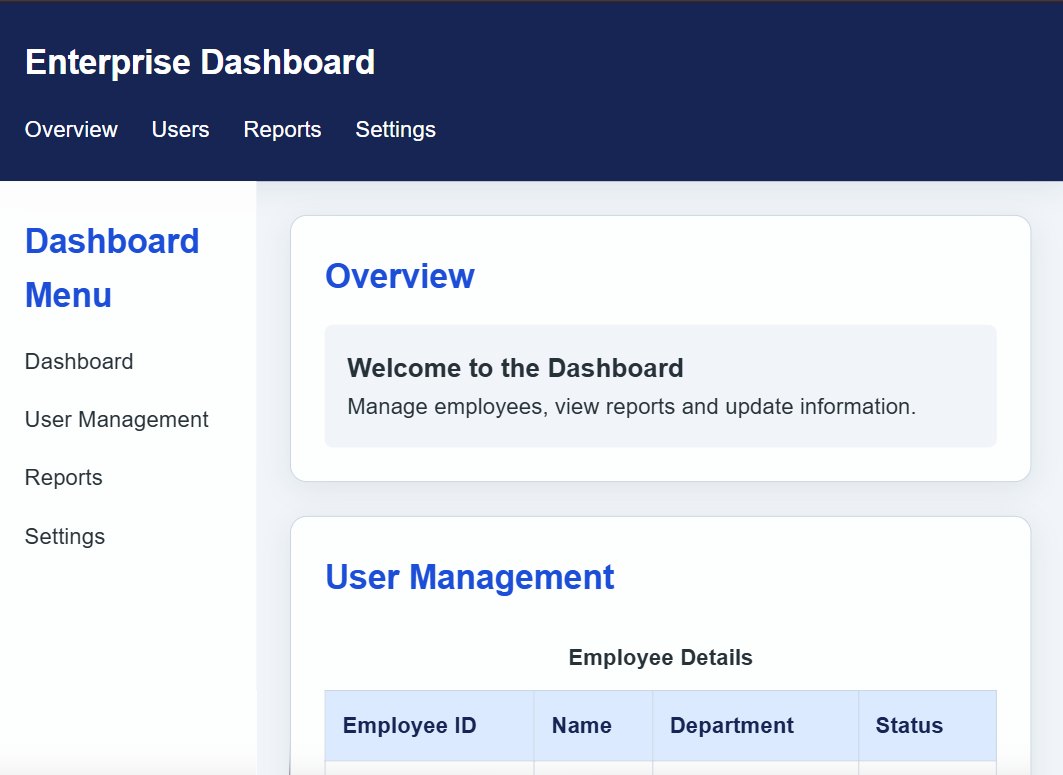 Enterprise Dashboard
Overview Users Reports Settings
Dashboard
Menu
Dashboard
User Management
Reports
Settings
Overview
Welcome to the Dashboard
Manage employees, view reports and update information.
User Management
Employee Details
Employee ID Name Department Status